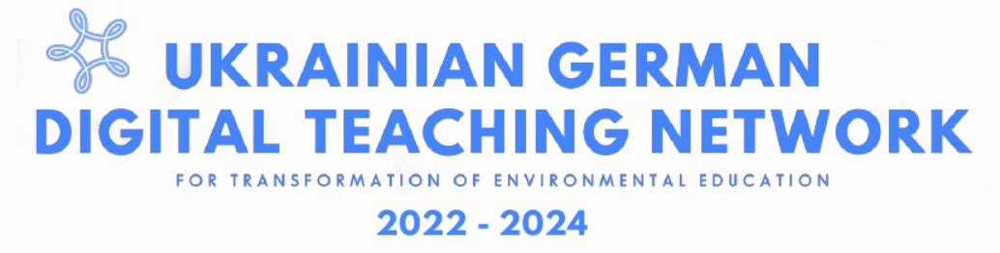 UKRAINIAN GERMAN
DIGITAL TEACHING NETWORK
FOR TRANSFORMATION OF ENVIRONMENTAL EDUCATION
2022 - 2024